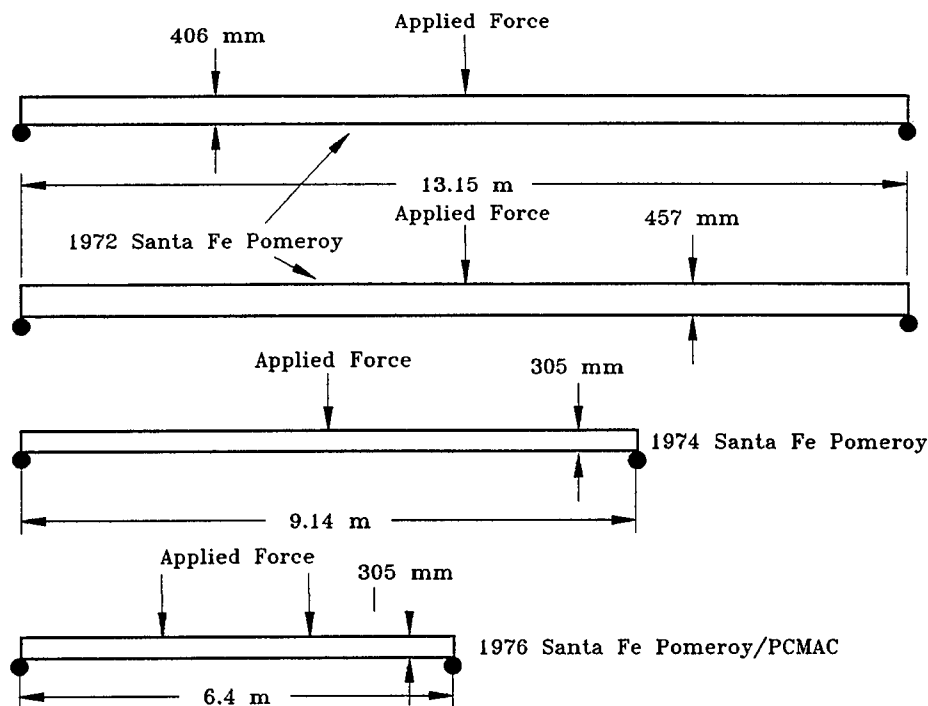 Applied Force
406 mm
13.15 m
Applied Force
1972 Santa Fe Pomeroy
457 mm
Applied Force
305 mm
1974 Santa Fe Pomeroy
9.14 m
Applied Force
305 mm
1976 Santa Fe Pomeroy/PCMAC
6.4 m